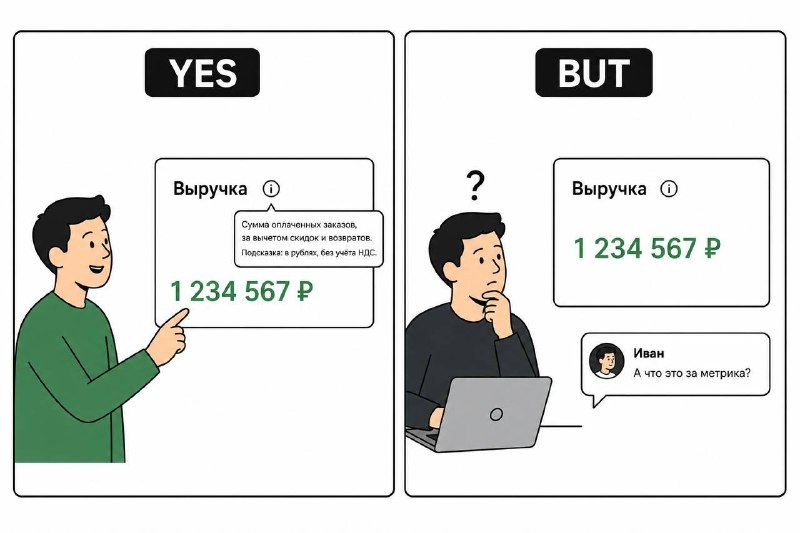 YES
Выручка ⓘ
Сумма оплаченных заказов,
за вычетом скидок и возвратов.
Подсказка: в рублях, без учёта НДС.
1 234 567 ₽
BUT
?
Выручка ⓘ
1 234 567 ₽
Иван
А что это за метрика?